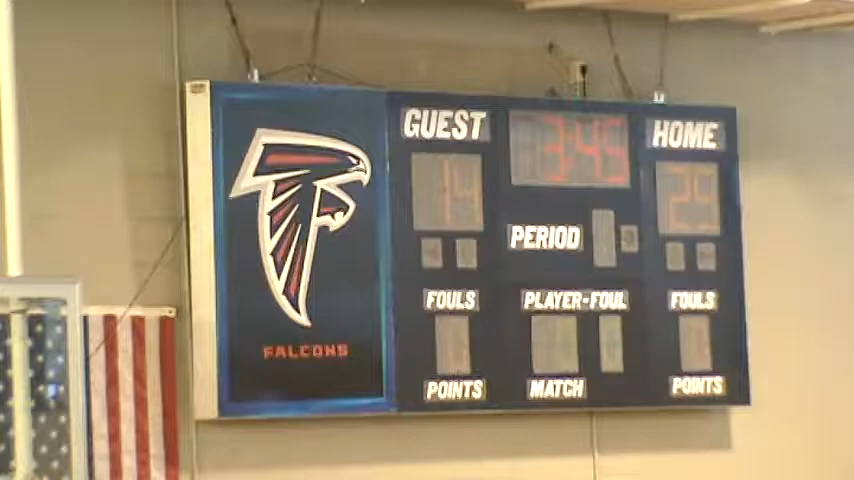 GUEST
3:45
HOME
14
29
PERIOD
FOULS
PLAYER-FOUL
FOULS
FALCONS
POINTS
MATCH
POINTS